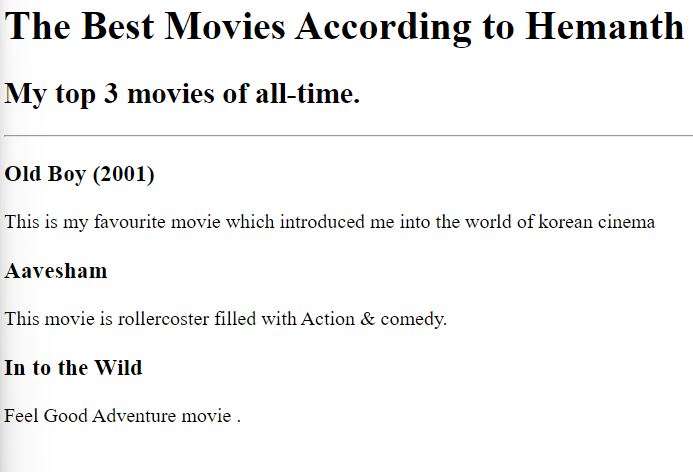 The Best Movies According to Hemanth
My top 3 movies of all-time.
Old Boy (2001)
This is my favourite movie which introduced me into the world of korean cinema
Aavesham
This movie is rollercoster filled with Action & comedy.
In to the Wild
Feel Good Adventure movie .